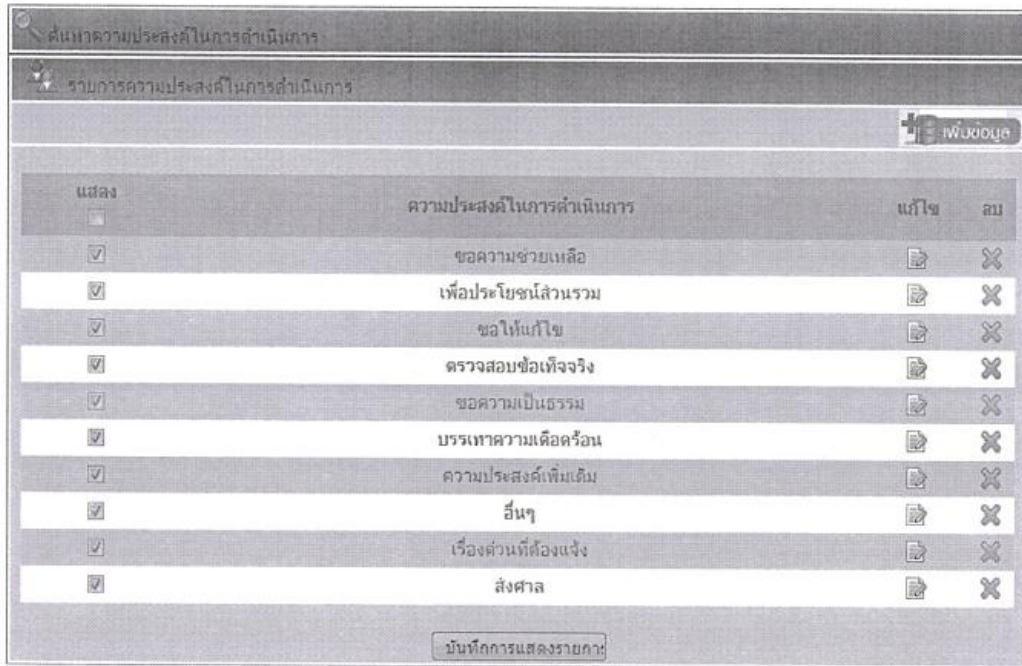 ค้นหาความประสงค์ในการดำเนินการ
รายการความประสงค์ในการดำเนินการ
เพิ่มข้อมูล
แสดง ความประสงค์ในการดำเนินการ แก้ไข ลบ
ขอความช่วยเหลือ
เพื่อประโยชน์ส่วนรวม
ขอให้แก้ไข
ตรวจสอบข้อเท็จจริง
ขอความเป็นธรรม
บรรเทาความเดือดร้อน
ความประสงค์เพิ่มเติม
อื่นๆ
เรื่องด่วนที่ต้องแจ้ง
ส่งศาล
บันทึกการแสดงรายการ